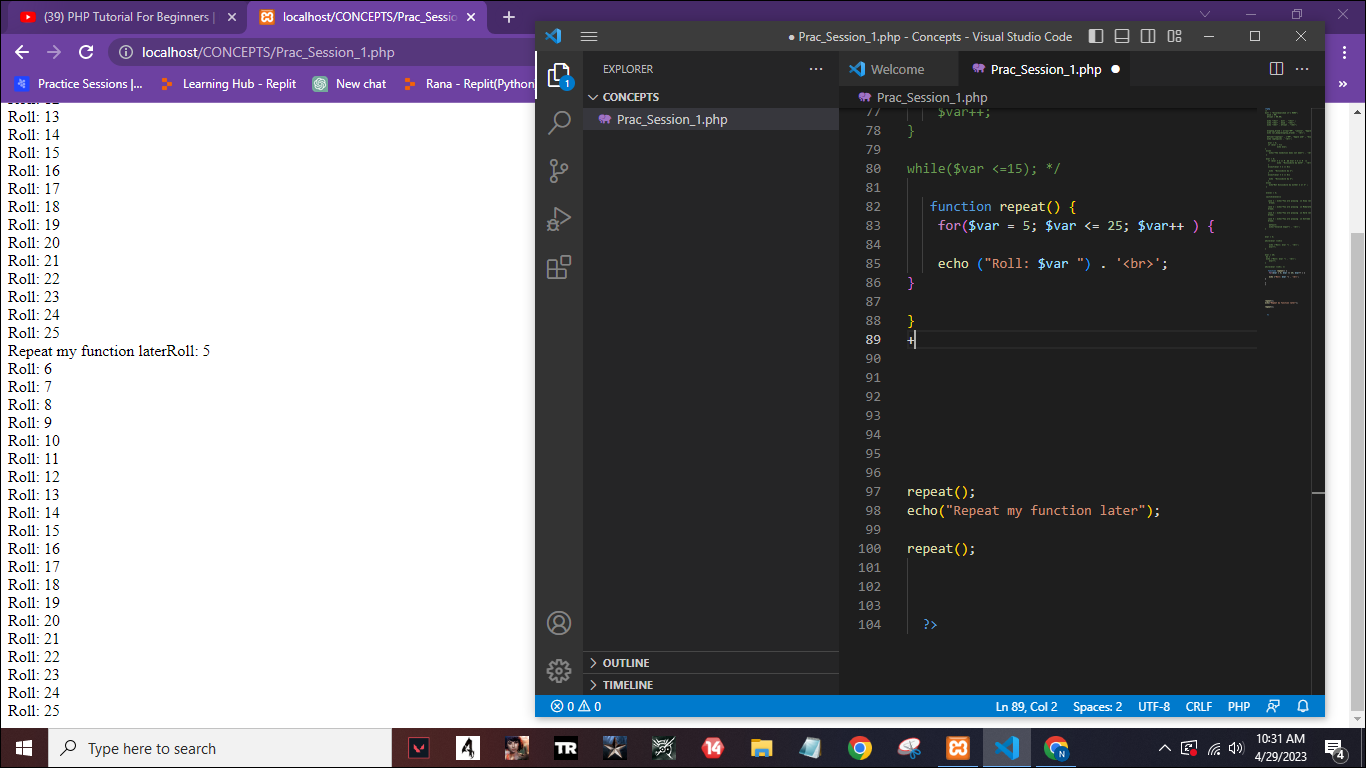 (39) PHP Tutorial For Beginners |
localhost/CONCEPTS/Prac_Sessio
localhost/CONCEPTS/Prac_Session_1.php
Practice Sessions |...
Learning Hub - Replit
New chat
Rana - Replit(Python
»
Roll: 13
Roll: 14
Roll: 15
Roll: 16
Roll: 17
Roll: 18
Roll: 19
Roll: 20
Roll: 21
Roll: 22
Roll: 23
Roll: 24
Roll: 25
Repeat my function laterRoll: 5
Roll: 6
Roll: 7
Roll: 8
Roll: 9
Roll: 10
Roll: 11
Roll: 12
Roll: 13
Roll: 14
Roll: 15
Roll: 16
Roll: 17
Roll: 18
Roll: 19
Roll: 20
Roll: 21
Roll: 22
Roll: 23
Roll: 24
Roll: 25
● Prac_Session_1.php - Concepts - Visual Studio Code
EXPLORER
1
CONCEPTS
Prac_Session_1.php
OUTLINE
TIMELINE
Welcome
Prac_Session_1.php ●
Prac_Session_1.php
77 $var++;
78 }
79
80 while($var <=15); */
81
82 function repeat() {
83 for($var = 5; $var <= 25; $var++ ) {
84
85 echo ("Roll: $var ") . '<br>';
86 }
87
88 }
89 +
90
91
92
93
94
95
96
97 repeat();
98 echo("Repeat my function later");
99
100 repeat();
101
102
103
104 ?>
0 0
Ln 89, Col 2
Spaces: 2
UTF-8
CRLF
PHP
Type here to search
4
TR
14
N
10:31 AM
4/29/2023
4